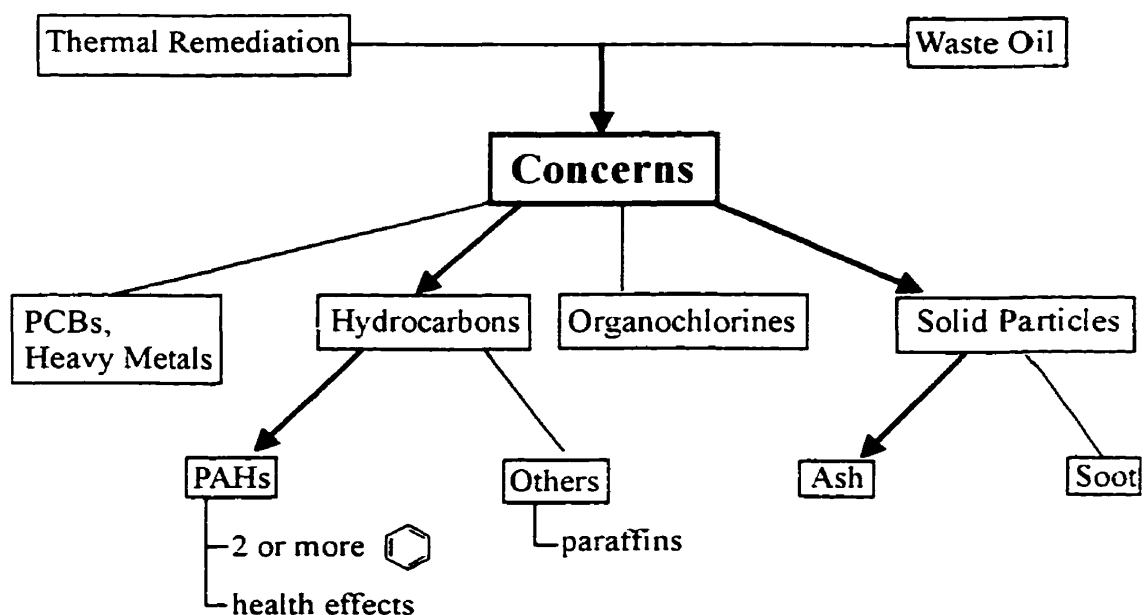 Thermal Remediation
Waste Oil
Concerns
PCBs,
Heavy Metals
Hydrocarbons
Organochlorines
Solid Particles
PAHs
Others
Ash
Soot
2 or more
paraffins
health effects